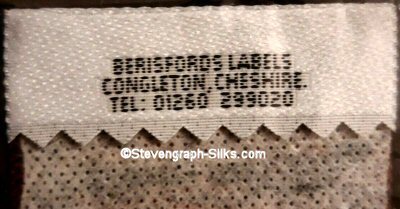 BERISFORDS LABELS
CONGLETON, CHESHIRE.
TEL: 01260 299020
©Stevengraph-Silks.com